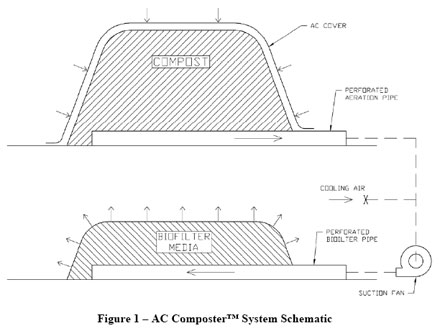 AC COVER
COMPOST
PERFORATED
AERATION PIPE
COOLING AIR
X
BIOFILTER
MEDIA
PERFORATED
BIOILTER PIPE
SUCTION FAN
Figure 1 – AC Composter™ System Schematic